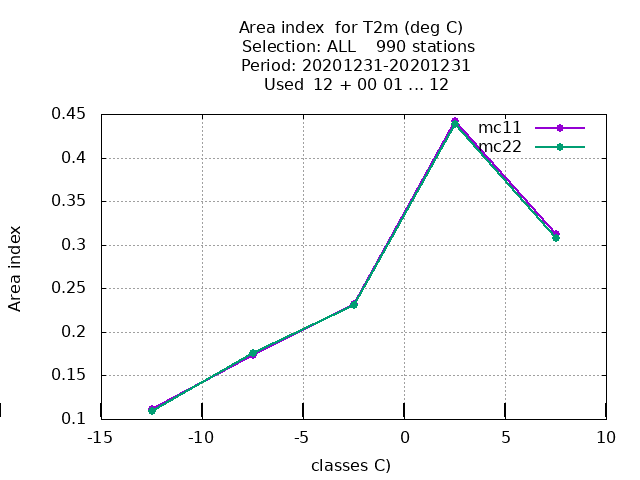 Area index  for T2m (deg C)
Selection: ALL    990 stations
Period: 20201231-20201231
Used  12 + 00 01 ... 12
0.45
0.4
0.35
0.3
0.25
0.2
0.15
0.1
-15
-10
-5
0
5
10
Area index
classes C)
mc11
mc22